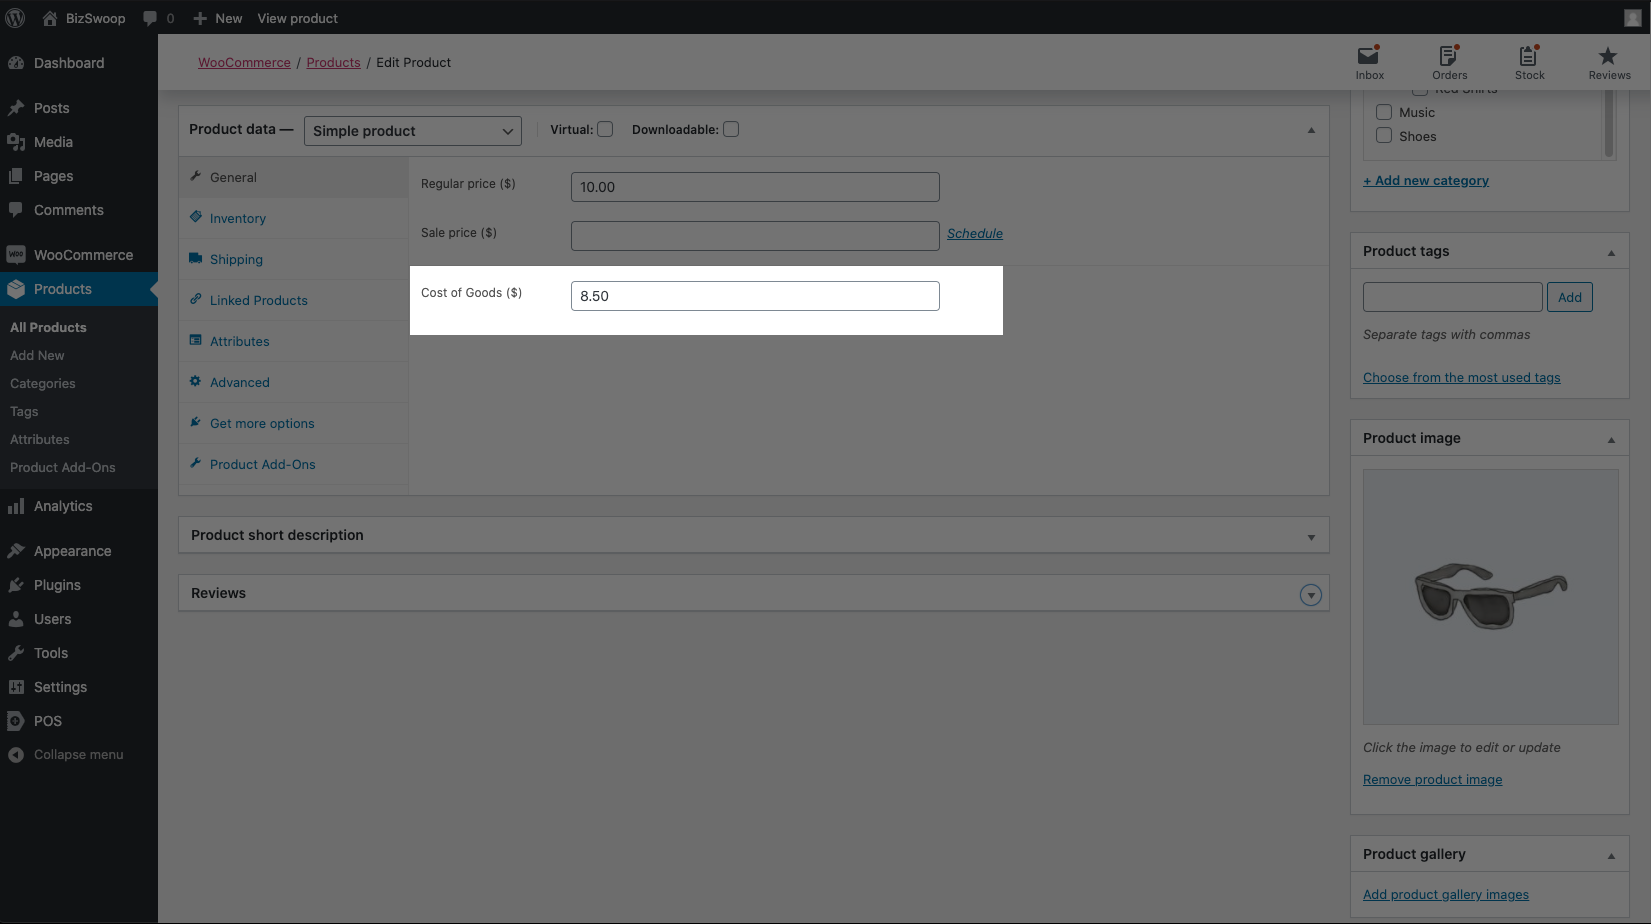 BizSwoop
0
New
View product
Dashboard
Posts
Media
Pages
Comments
WooCommerce
Products
All Products
Add New
Categories
Tags
Attributes
Product Add-Ons
Analytics
Appearance
Plugins
Users
Tools
Settings
POS
Collapse menu
WooCommerce / Products / Edit Product
Inbox
Orders
Stock
Reviews
Product data —
Simple product
Virtual:
Downloadable:
General
Inventory
Shipping
Linked Products
Attributes
Advanced
Get more options
Product Add-Ons
Regular price ($)
10.00
Sale price ($)
Schedule
Cost of Goods ($)
8.50
Product short description
Reviews
Red Shirts
Music
Shoes
+ Add new category
Product tags
Add
Separate tags with commas
Choose from the most used tags
Product image
Click the image to edit or update
Remove product image
Product gallery
Add product gallery images